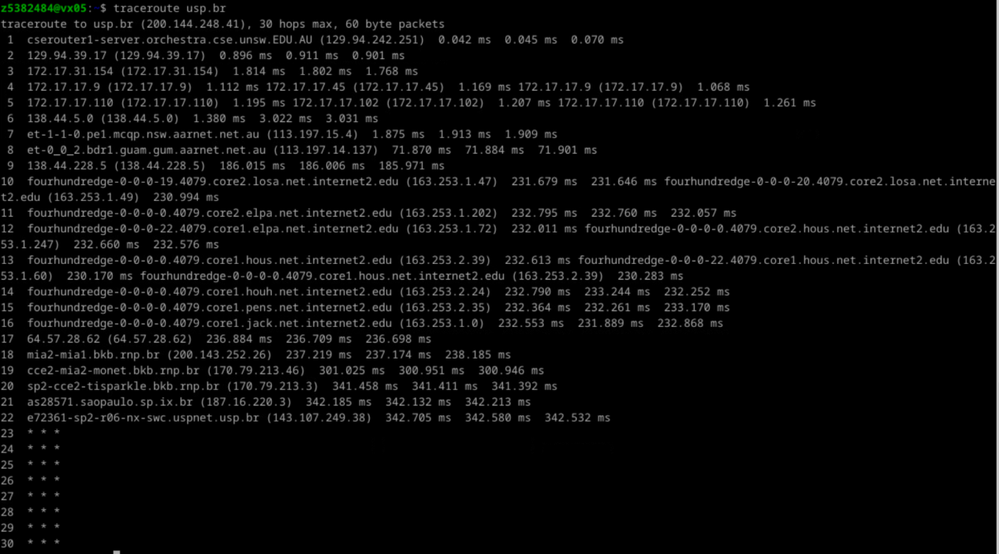 z5382484@vx05:~$ traceroute usp.br
traceroute to usp.br (200.144.248.41), 30 hops max, 60 byte packets
 1  cserouter1-server.orchestra.cse.unsw.EDU.AU (129.94.242.251)  0.042 ms  0.045 ms  0.070 ms
 2  129.94.39.17 (129.94.39.17)  0.896 ms  0.911 ms  0.901 ms
 3  172.17.31.154 (172.17.31.154)  1.814 ms  1.802 ms  1.768 ms
 4  172.17.17.9 (172.17.17.9)  1.112 ms 172.17.17.45 (172.17.17.45)  1.169 ms 172.17.17.9 (172.17.17.9)  1.068 ms
 5  172.17.17.110 (172.17.17.110)  1.195 ms 172.17.17.102 (172.17.17.102)  1.207 ms 172.17.17.110 (172.17.17.110)  1.261 ms
 6  138.44.5.0 (138.44.5.0)  1.380 ms  3.022 ms  3.031 ms
 7  et-1-1-0.pe1.mcqp.nsw.aarnet.net.au (113.197.15.4)  1.875 ms  1.913 ms  1.909 ms
 8  et-0_0_2.bdr1.guam.gum.aarnet.net.au (113.197.14.137)  71.870 ms  71.884 ms  71.901 ms
 9  138.44.228.5 (138.44.228.5)  186.015 ms  186.006 ms  185.971 ms
10  fourhundredge-0-0-0-19.4079.core2.losa.net.internet2.edu (163.253.1.47)  231.679 ms  231.646 ms fourhundredge-0-0-0-20.4079.core2.losa.net.interne
t2.edu (163.253.1.49)  230.994 ms
11  fourhundredge-0-0-0-0.4079.core2.elpa.net.internet2.edu (163.253.1.202)  232.795 ms  232.760 ms  232.057 ms
12  fourhundredge-0-0-0-22.4079.core1.elpa.net.internet2.edu (163.253.1.72)  232.011 ms fourhundredge-0-0-0-0.4079.core2.hous.net.internet2.edu (163.2
53.1.247)  232.660 ms  232.576 ms
13  fourhundredge-0-0-0-0.4079.core1.hous.net.internet2.edu (163.253.2.39)  232.613 ms fourhundredge-0-0-0-22.4079.core1.hous.net.internet2.edu (163.2
53.1.60)  230.170 ms fourhundredge-0-0-0-0.4079.core1.hous.net.internet2.edu (163.253.2.39)  230.283 ms
14  fourhundredge-0-0-0-0.4079.core1.houh.net.internet2.edu (163.253.2.24)  232.790 ms  233.244 ms  232.252 ms
15  fourhundredge-0-0-0-0.4079.core1.pens.net.internet2.edu (163.253.2.35)  232.364 ms  232.261 ms  233.170 ms
16  fourhundredge-0-0-0-0.4079.core1.jack.net.internet2.edu (163.253.1.0)  232.553 ms  231.889 ms  232.868 ms
17  64.57.28.62 (64.57.28.62)  236.884 ms  236.709 ms  236.698 ms
18  mia2-mia1.bkb.rnp.br (200.143.252.26)  237.219 ms  237.174 ms  238.185 ms
19  cce2-mia2-monet.bkb.rnp.br (170.79.213.46)  301.025 ms  300.951 ms  300.946 ms
20  sp2-cce2-tisparkle.bkb.rnp.br (170.79.213.3)  341.458 ms  341.411 ms  341.392 ms
21  as28571.saopaulo.sp.ix.br (187.16.220.3)  342.185 ms  342.132 ms  342.213 ms
22  e72361-sp2-r06-nx-swc.uspnet.usp.br (143.107.249.38)  342.705 ms  342.580 ms  342.532 ms
23  * * *
24  * * *
25  * * *
26  * * *
27  * * *
28  * * *
29  * * *
30  * * *